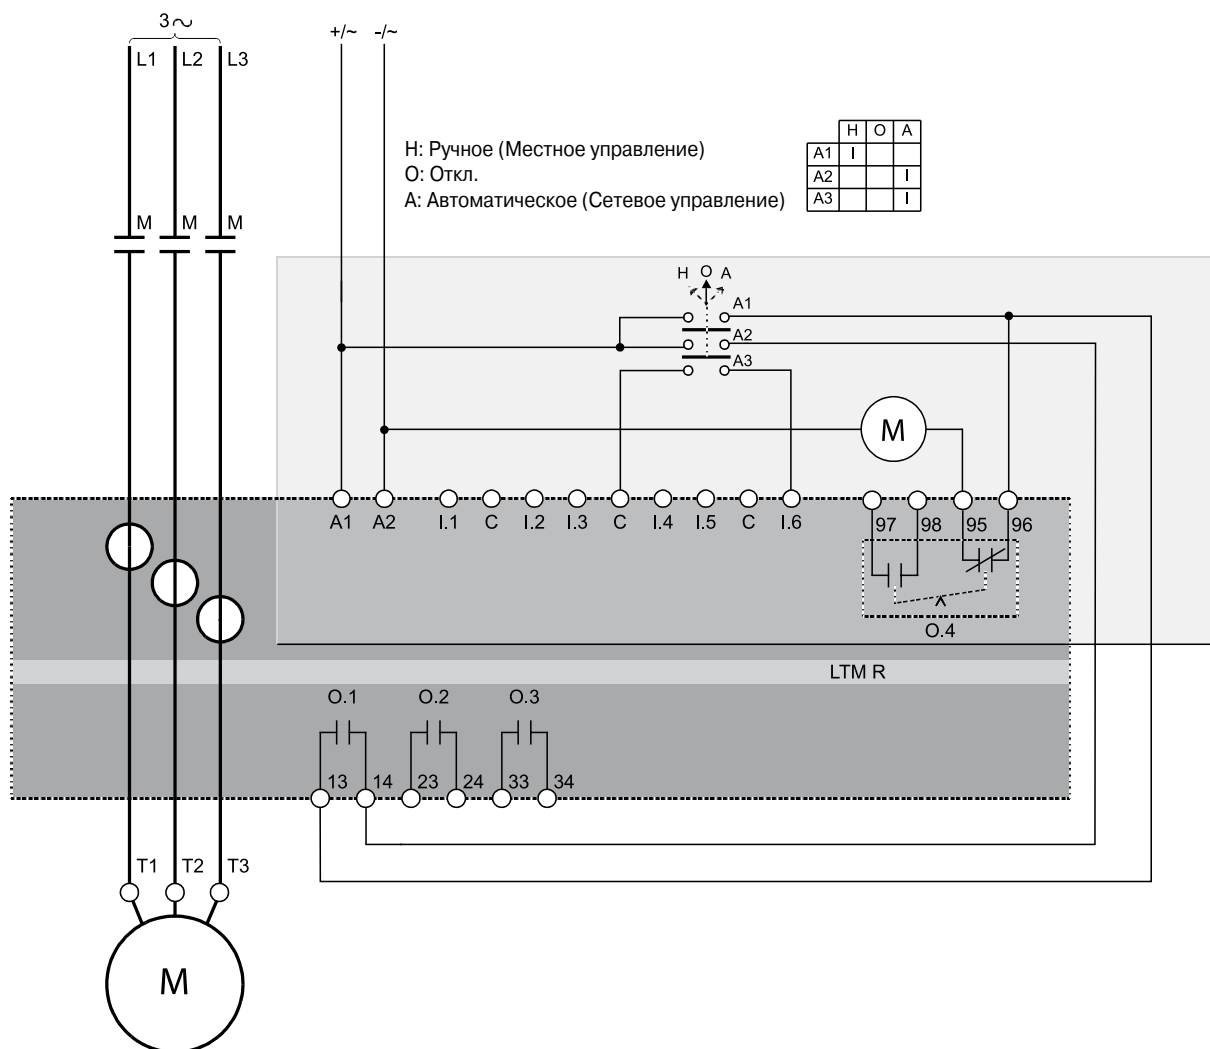 3~
+/~ -/~
L1 L2 L3
H O A
H: Ручное (Местное управление) A1 I
O: Откл. A2 I
A: Автоматическое (Сетевое управление) A3 I
M M M
H O A
A1
A2
A3
M
A1 A2 I.1 C I.2 I.3 C I.4 I.5 C I.6 97 98 95 96
O.4
LTM R
O.1 O.2 O.3
13 14 23 24 33 34
T1 T2 T3
M